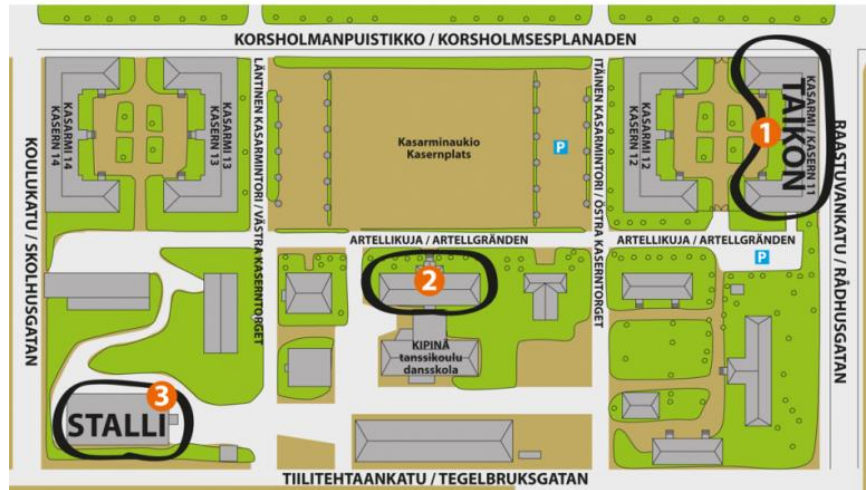 KORSHOLMANPUISTIKKO / KORSHOLMSESPLANADEN
KOULUKATU / SKOLHUSGATAN
KASARMI 14
KASERN 14
KASARMI 13
KASERN 13
LÄNTINEN KASARMINTORI / VÄSTRA KASERNTORGET
Kasarminaukio
Kasernplats
P
ITÄINEN KASARMINTORI / ÖSTRA KASERNTORGET
KASARMI 12
KASERN 12
1
TAIKON
KASARMI / KASERN 11
RAASTUVANKATU / RÅDHUSGATAN
ARTELLIKUJA / ARTELLGRÄNDEN
ARTELLIKUJA / ARTELLGRÄNDEN
P
2
KIPINÄ
tanssikoulu
dansskola
3
STALLI
TIILITEHTAANKATU / TEGELBRUKSGATAN